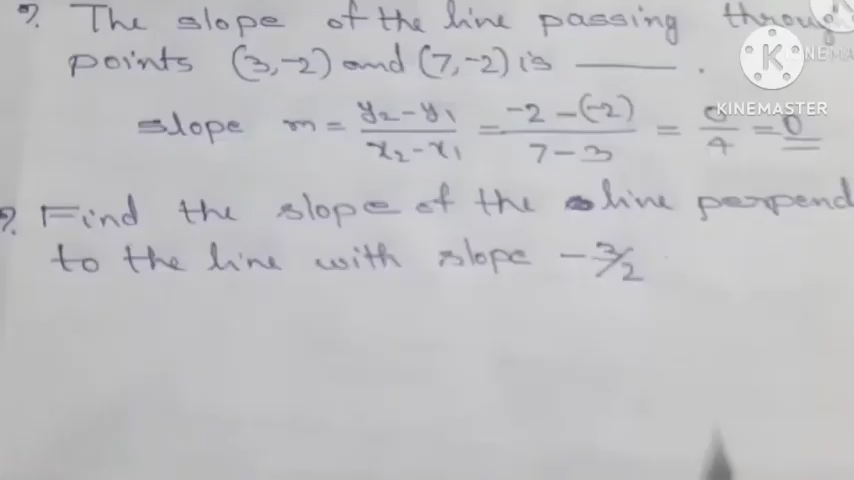 ?. The slope of the line passing through
points (3,-2) and (7,-2) is ____ .
slope m = y₂-y₁/x₂-x₁ = -2-(-2)/7-3 = 0/4 = 0
?. Find the slope of the line perpend
to the line with slope -3/2
KINEMASTER